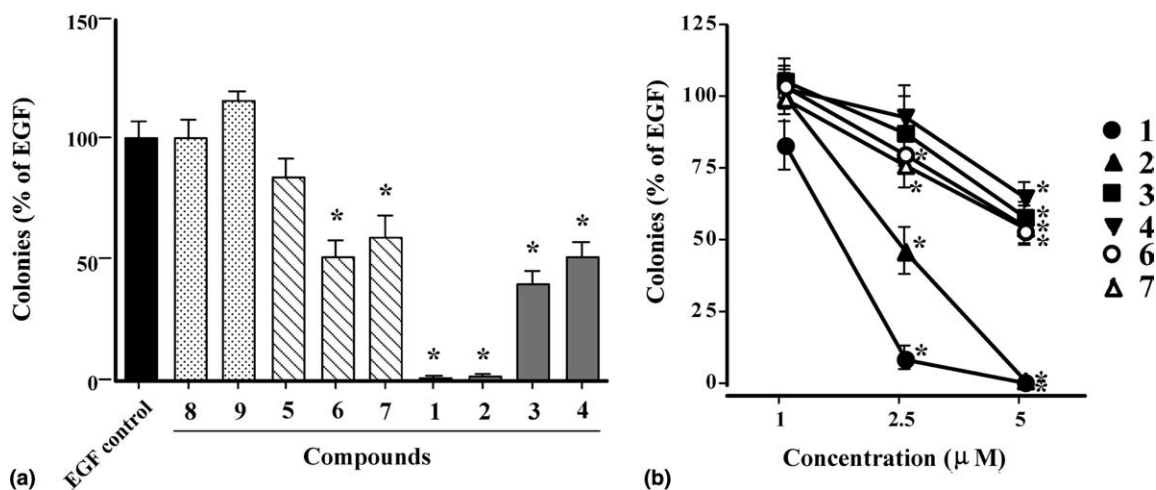 150
100
50
0
Colonies (% of EGF)
* * * * * *
EGF control 8 9 5 6 7 1 2 3 4
Compounds
(a)
125
100
75
50
25
0
Colonies (% of EGF)
* * * * * * * * * *
1 2.5 5
Concentration (μ M)
1
2
3
4
6
7
(b)